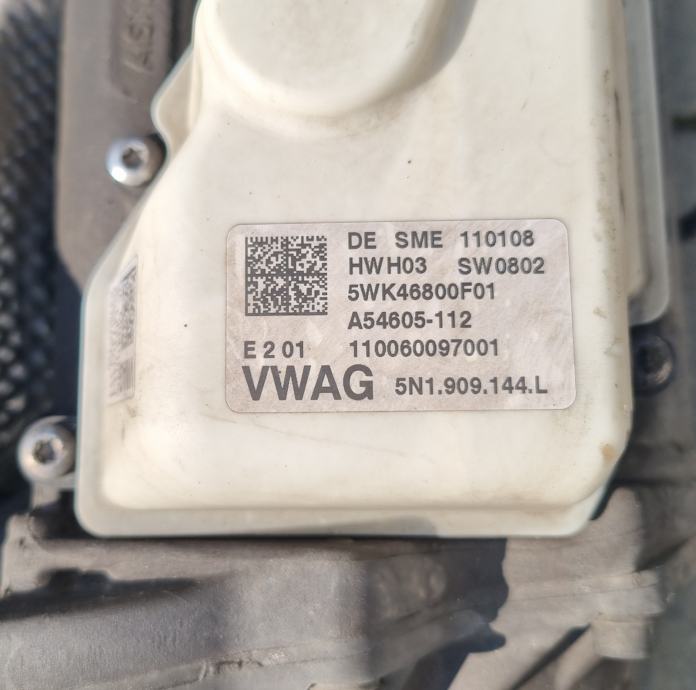 DE SME 110108
HWH03 SW0802
5WK46800F01
A54605-112
E 2 01 110060097001
VWAG 5N1.909.144.L